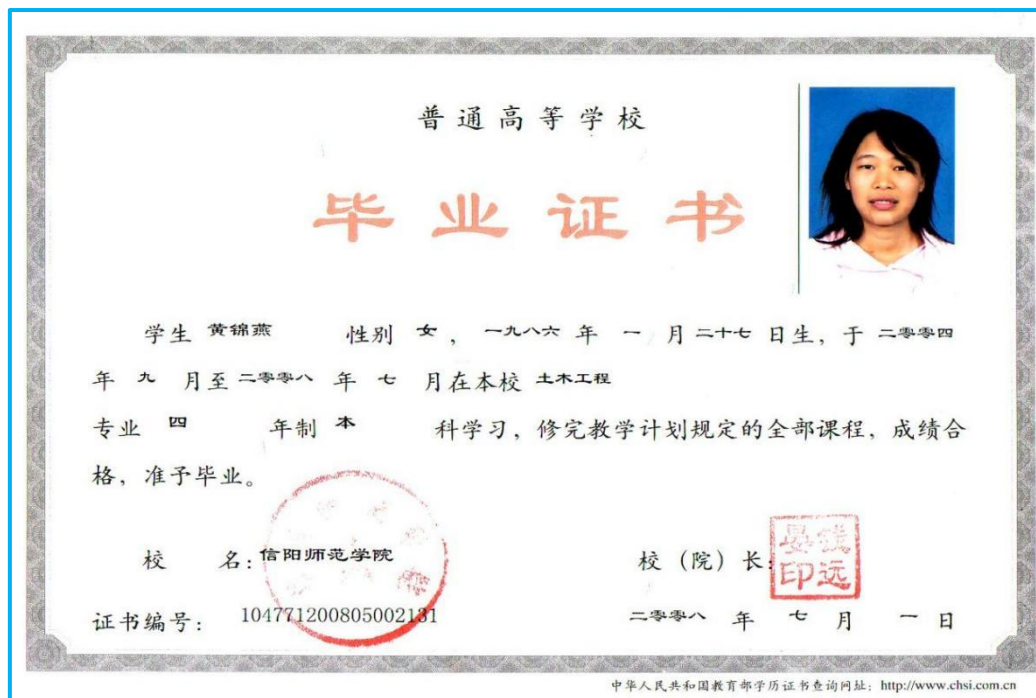 普通高等学校
毕业证书
学生 黄锦燕 性别 女，一九八六 年 一 月 二十七 日生，于 二零零四
年 九 月至 二零零八 年 七 月在本校 土木工程
专业 四 年制 本 科学习，修完教学计划规定的全部课程，成绩合
格，准予毕业。
校 名：信阳师范学院
校（院）长：
证书编号： 104771200805002131
二零零八 年 七 月 一 日
中华人民共和国教育部学历证书查询网址：http://www.chsi.com.cn